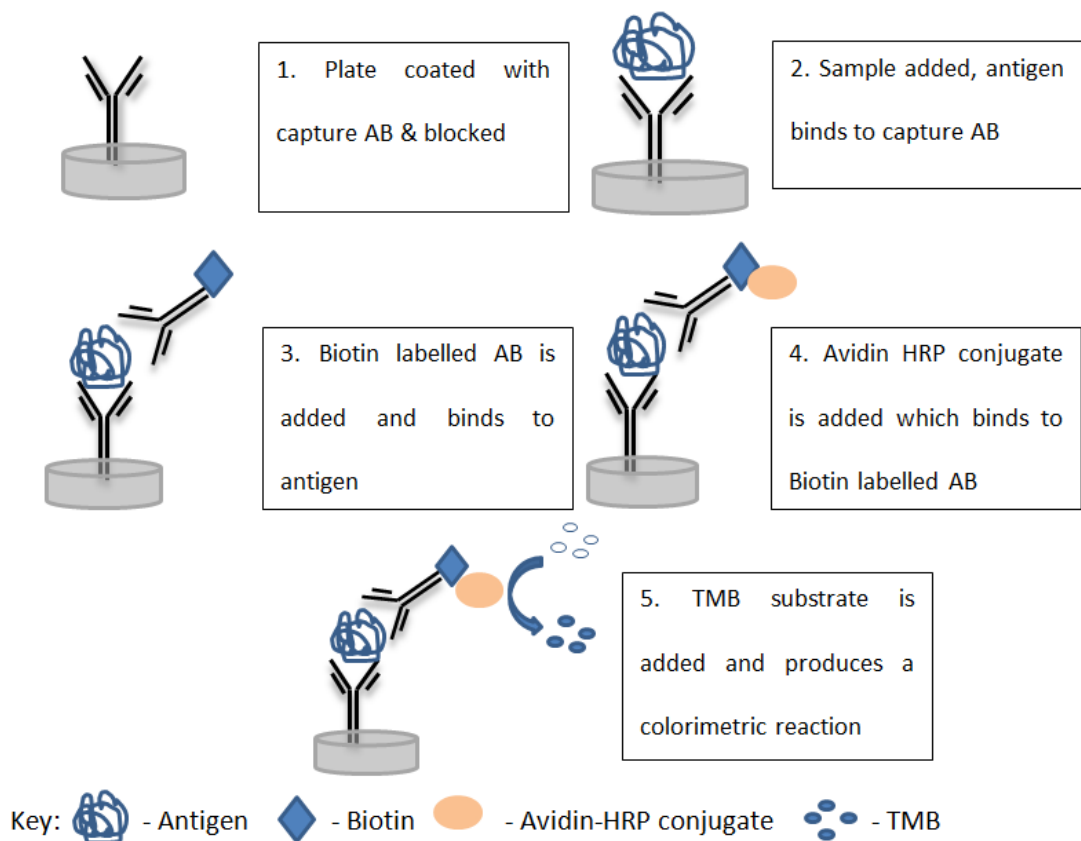 1. Plate coated with
capture AB & blocked
2. Sample added, antigen
binds to capture AB
3. Biotin labelled AB is
added and binds to
antigen
4. Avidin HRP conjugate
is added which binds to
Biotin labelled AB
5. TMB substrate is
added and produces a
colorimetric reaction
Key: - Antigen - Biotin - Avidin-HRP conjugate - TMB